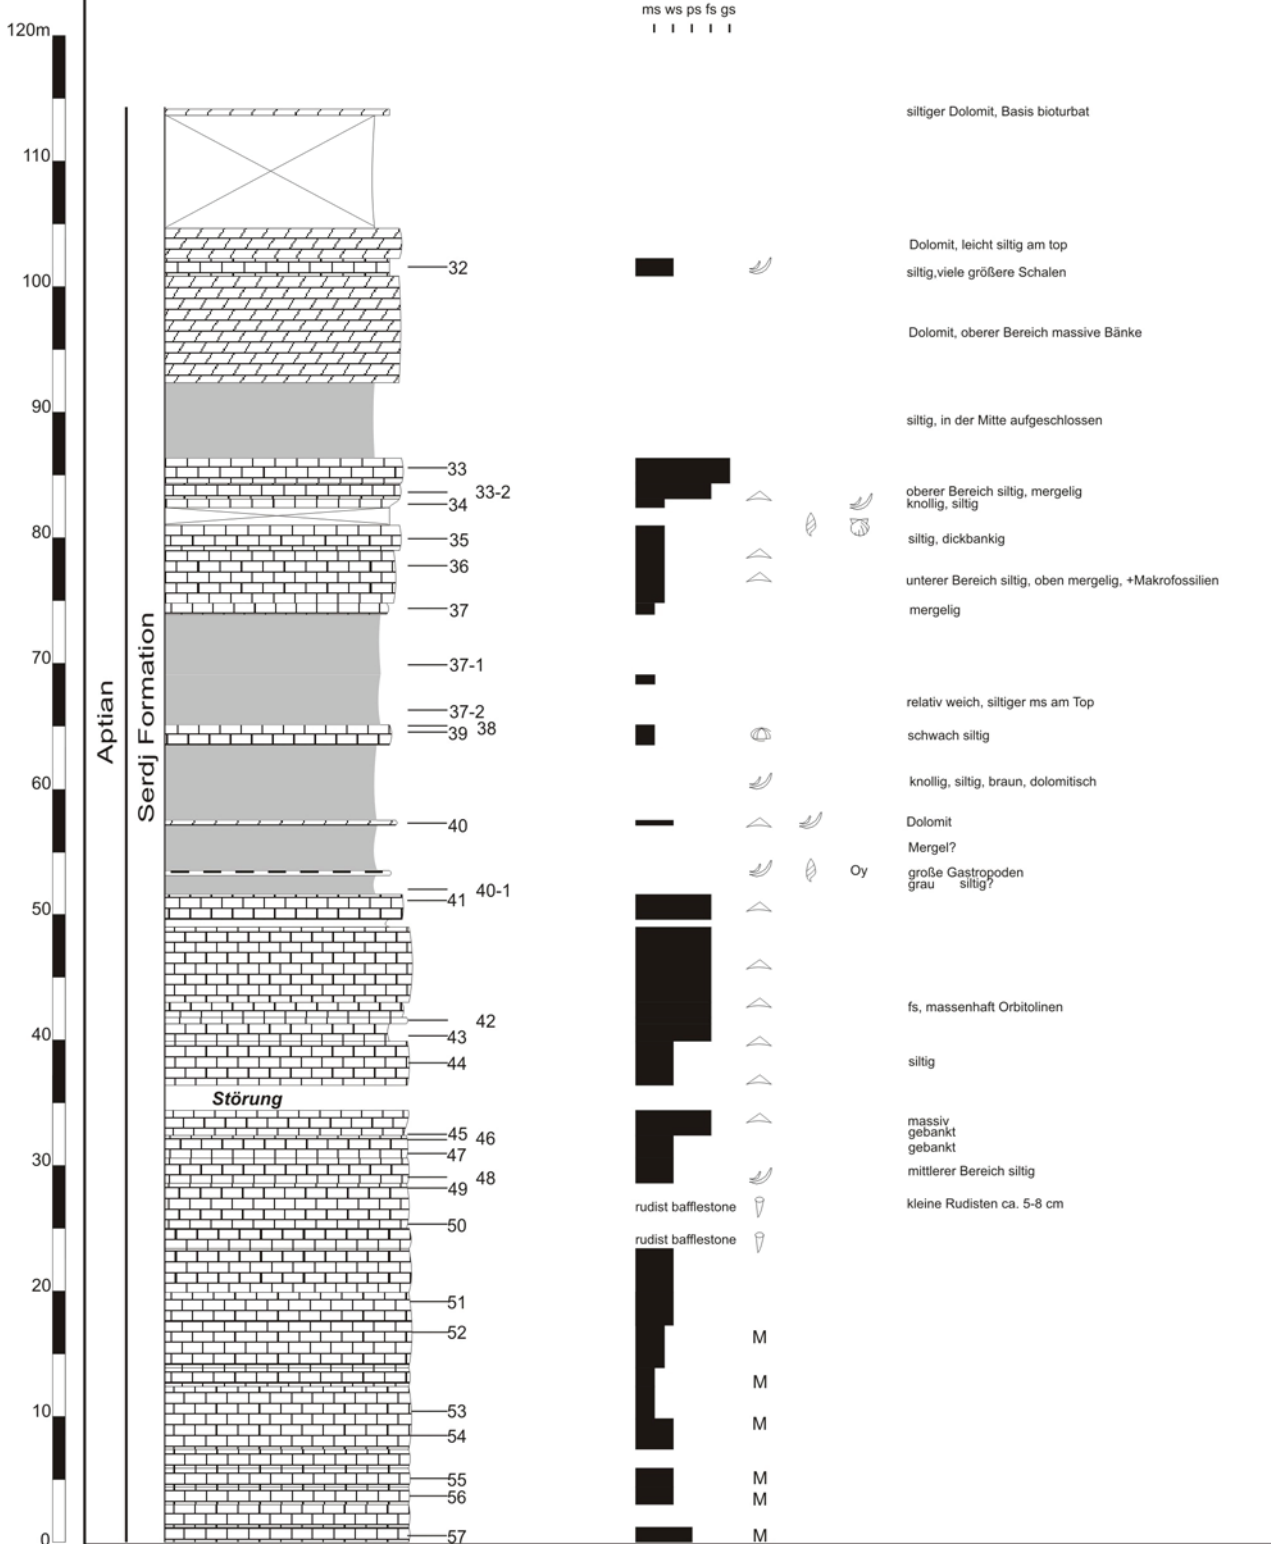 ms ws ps fs gs
120m
siltiger Dolomit, Basis bioturbat
110
Dolomit, leicht siltig am top
32
siltig,viele größere Schalen
100
Dolomit, oberer Bereich massive Bänke
90
siltig, in der Mitte aufgeschlossen
33
33-2
oberer Bereich siltig, mergelig
34
knollig, siltig
80
35
siltig, dickbankig
36
unterer Bereich siltig, oben mergelig, +Makrofossilien
37
mergelig
70
37-1
relativ weich, siltiger ms am Top
37-2
38
39
schwach siltig
Aptian
Serdj Formation
60
knollig, siltig, braun, dolomitisch
40
Dolomit
Mergel?
Oy
große Gastropoden
40-1
grau siltig?
41
50
fs, massenhaft Orbitolinen
42
40
43
44
siltig
Störung
massiv
45
46
gebankt
47
gebankt
30
48
mittlerer Bereich siltig
49
rudist bafflestone
kleine Rudisten ca. 5-8 cm
50
rudist bafflestone
20
51
52
M
M
10
53
M
54
55
M
56
M
0
57
M